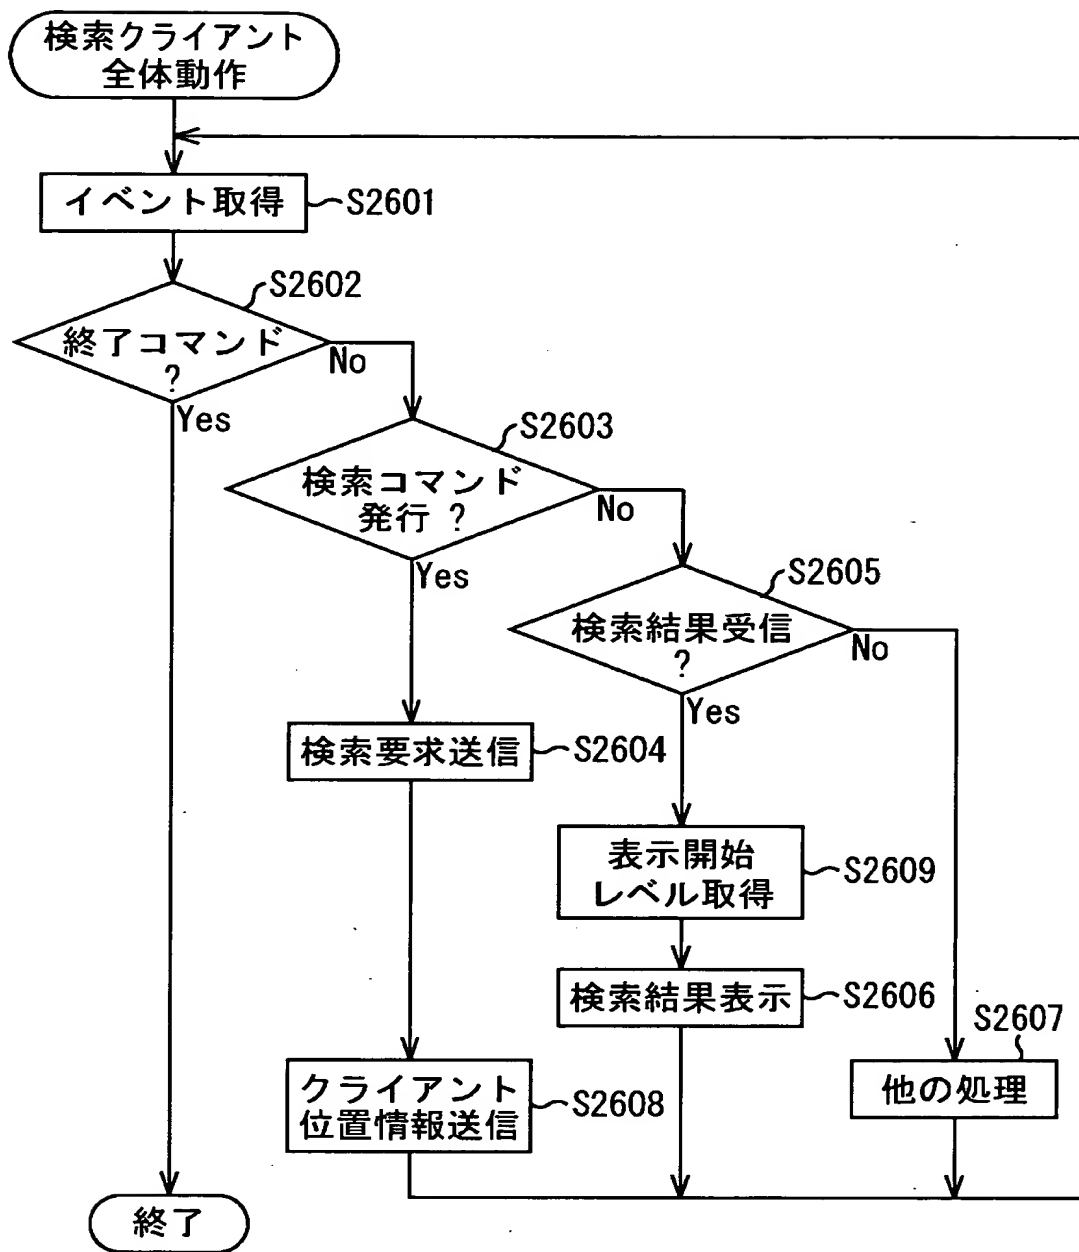 検索クライアント
全体動作
イベント取得
S2601
S2602
終了コマンド
?
No
Yes
S2603
検索コマンド
発行 ?
No
Yes
S2605
検索結果受信
?
No
Yes
検索要求送信
S2604
表示開始
レベル取得
S2609
検索結果表示
S2606
S2607
他の処理
クライアント
位置情報送信
S2608
終了